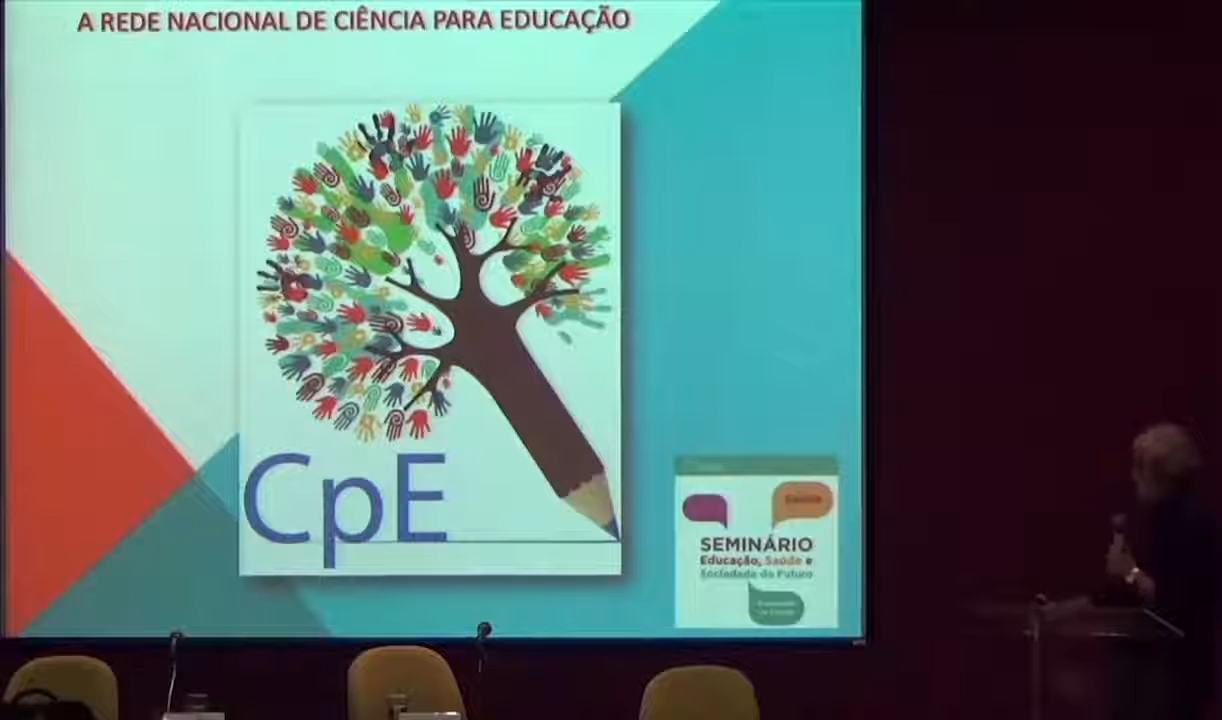 A REDE NACIONAL DE CIÊNCIA PARA EDUCAÇÃO
CpE
SEMINÁRIO
Educação, Saúde e
Sociedade do Futuro